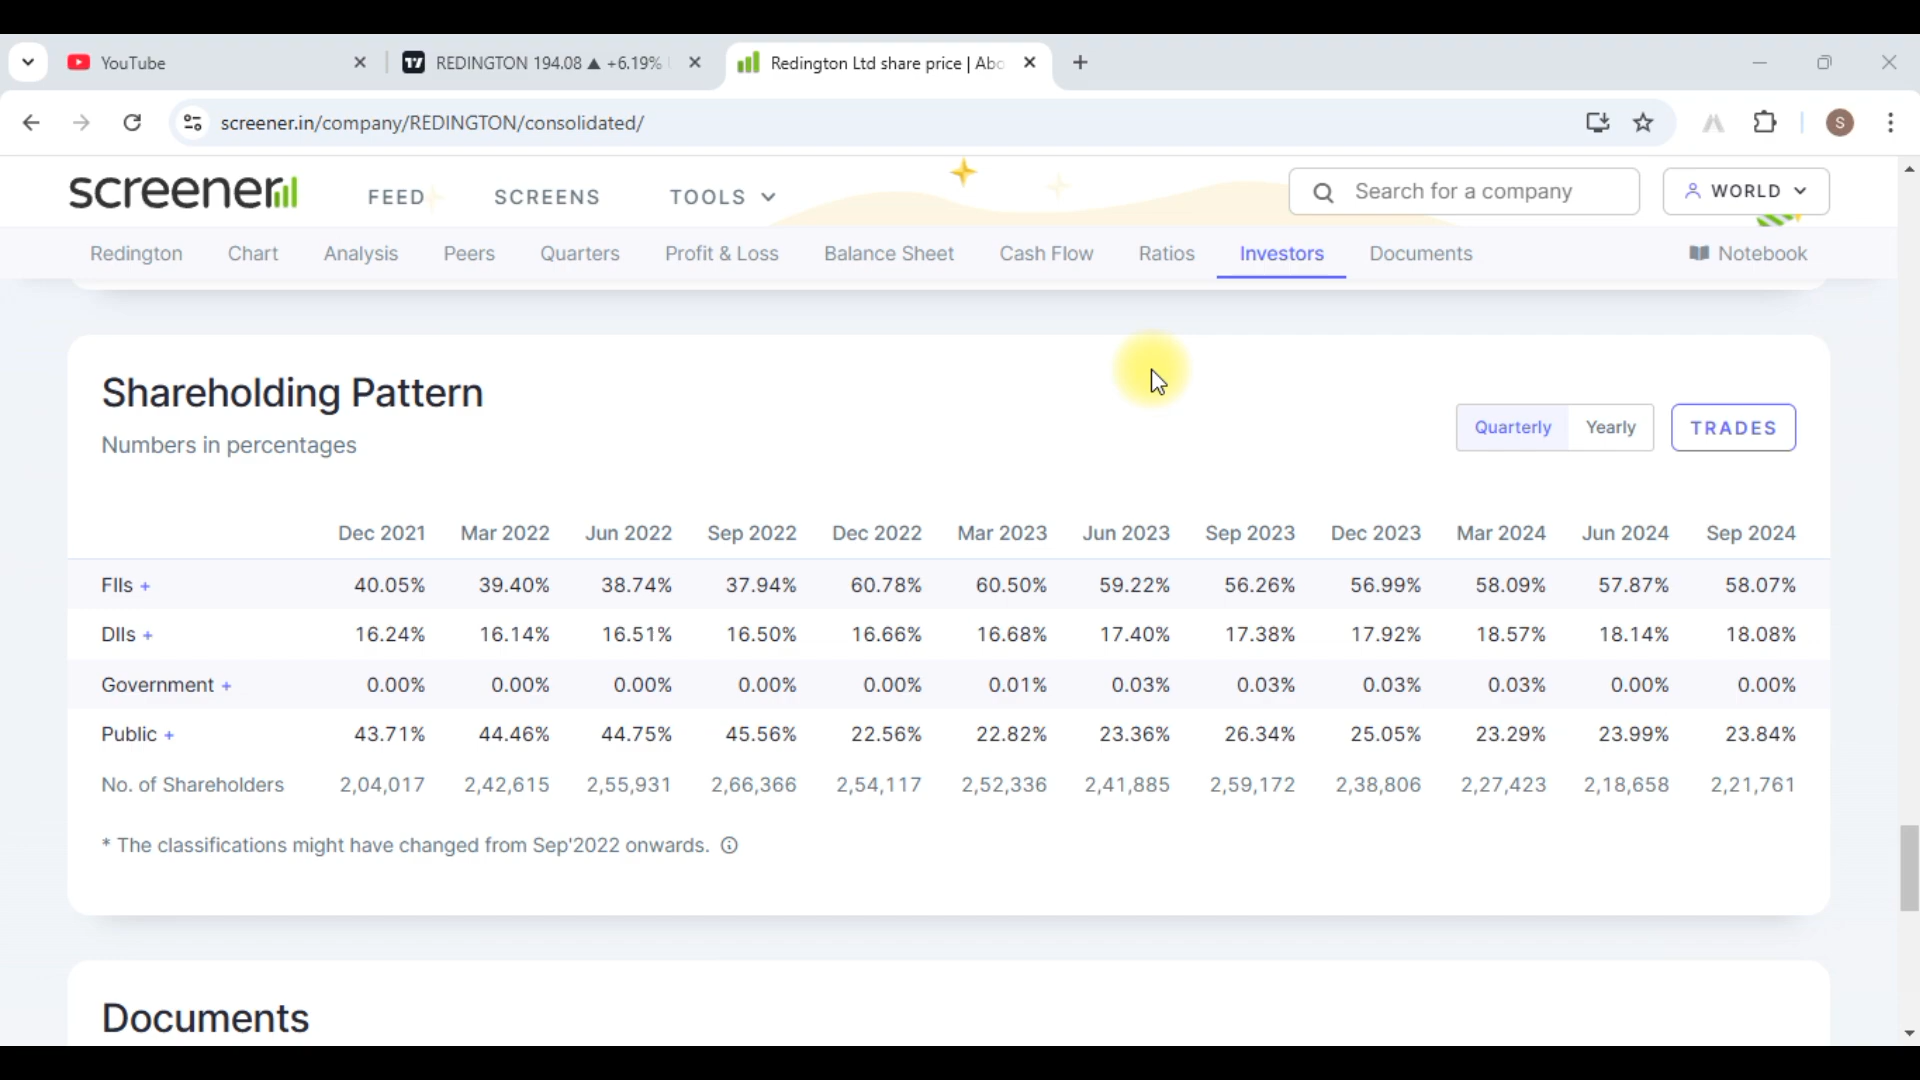 YouTube
REDINGTON 194.08 ▲ +6.19%
Redington Ltd share price | Abo
screener.in/company/REDINGTON/consolidated/
S
screener
FEED
SCREENS
TOOLS
Search for a company
WORLD
Redington Chart Analysis Peers Quarters Profit & Loss Balance Sheet Cash Flow Ratios Investors Documents Notebook
Shareholding Pattern
Numbers in percentages
Quarterly Yearly TRADES
Dec 2021 Mar 2022 Jun 2022 Sep 2022 Dec 2022 Mar 2023 Jun 2023 Sep 2023 Dec 2023 Mar 2024 Jun 2024 Sep 2024
FIIs + 40.05% 39.40% 38.74% 37.94% 60.78% 60.50% 59.22% 56.26% 56.99% 58.09% 57.87% 58.07%
DIIs + 16.24% 16.14% 16.51% 16.50% 16.66% 16.68% 17.40% 17.38% 17.92% 18.57% 18.14% 18.08%
Government + 0.00% 0.00% 0.00% 0.00% 0.00% 0.01% 0.03% 0.03% 0.03% 0.03% 0.00% 0.00%
Public + 43.71% 44.46% 44.75% 45.56% 22.56% 22.82% 23.36% 26.34% 25.05% 23.29% 23.99% 23.84%
No. of Shareholders 2,04,017 2,42,615 2,55,931 2,66,366 2,54,117 2,52,336 2,41,885 2,59,172 2,38,806 2,27,423 2,18,658 2,21,761
* The classifications might have changed from Sep'2022 onwards.
Documents